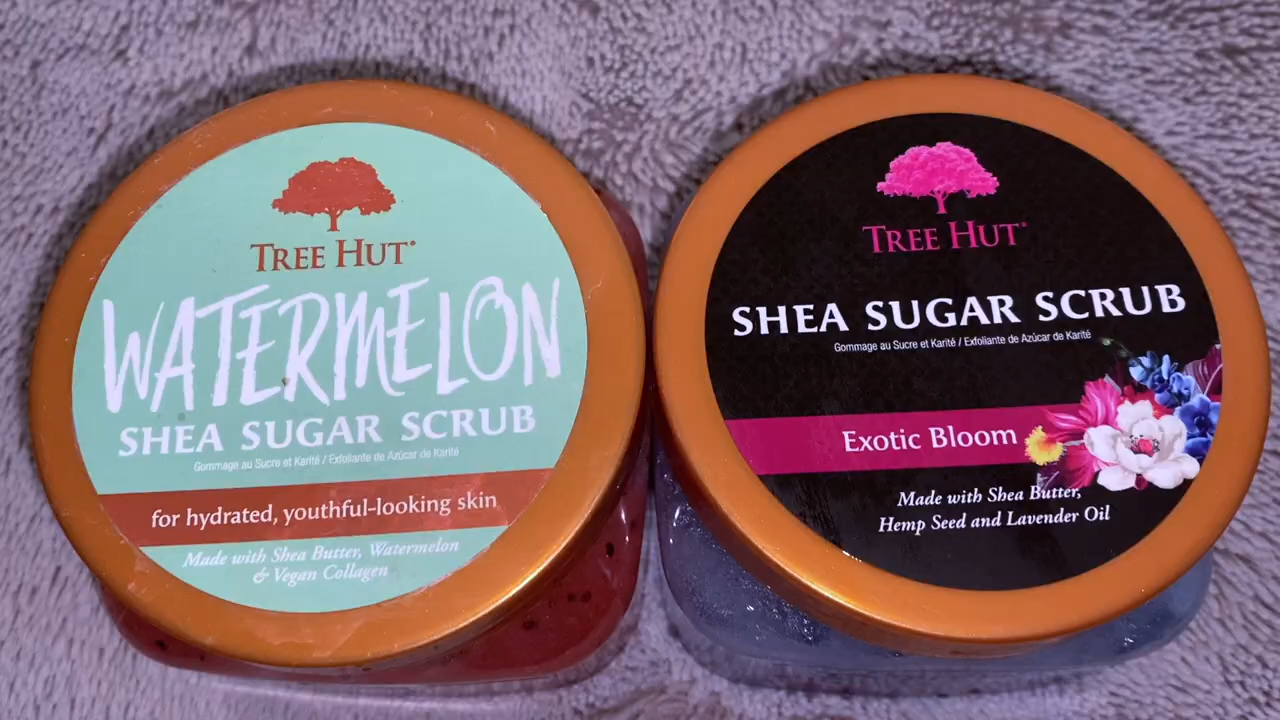 TREE HUT
WATERMELON
SHEA SUGAR SCRUB
Gommage au Sucre et Karité / Exfoliante de Azúcar de Karité
for hydrated, youthful-looking skin
Made with Shea Butter, Watermelon
& Vegan Collagen
TREE HUT
SHEA SUGAR SCRUB
Gommage au Sucre et Karité / Exfoliante de Azúcar de Karité
Exotic Bloom
Made with Shea Butter,
Hemp Seed and Lavender Oil